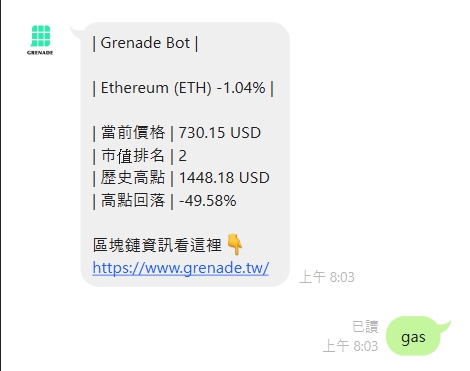 GRENADE
| Grenade Bot |
| Ethereum (ETH) -1.04% |
| 當前價格 | 730.15 USD
| 市值排名 | 2
| 歷史高點 | 1448.18 USD
| 高點回落 | -49.58%
區塊鏈資訊看這裡👇
https://www.grenade.tw/
上午 8:03
已讀
上午 8:03
gas